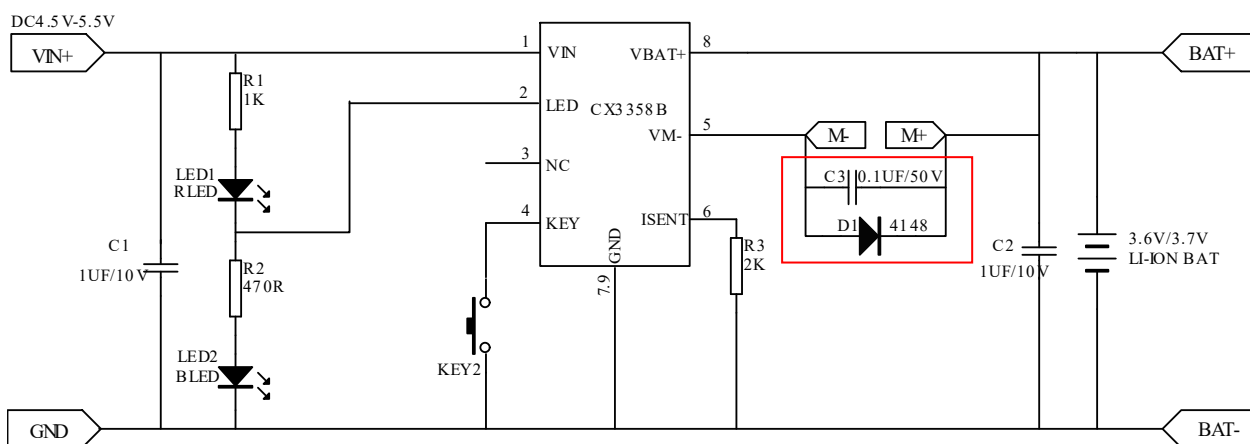 DC4.5V-5.5V
VIN+
1
VIN
VBAT+
8
BAT+
R1
1K
2
LED
CX3358B
VM-
5
M-
M+
LED1
RLED
3
NC
C3
0.1UF/50V
4
KEY
ISENT
6
D1
4148
GND
7.9
C1
1UF/10V
R2
470R
R3
2K
C2
1UF/10V
3.6V/3.7V
LI-ION BAT
LED2
BLED
KEY2
GND
BAT-